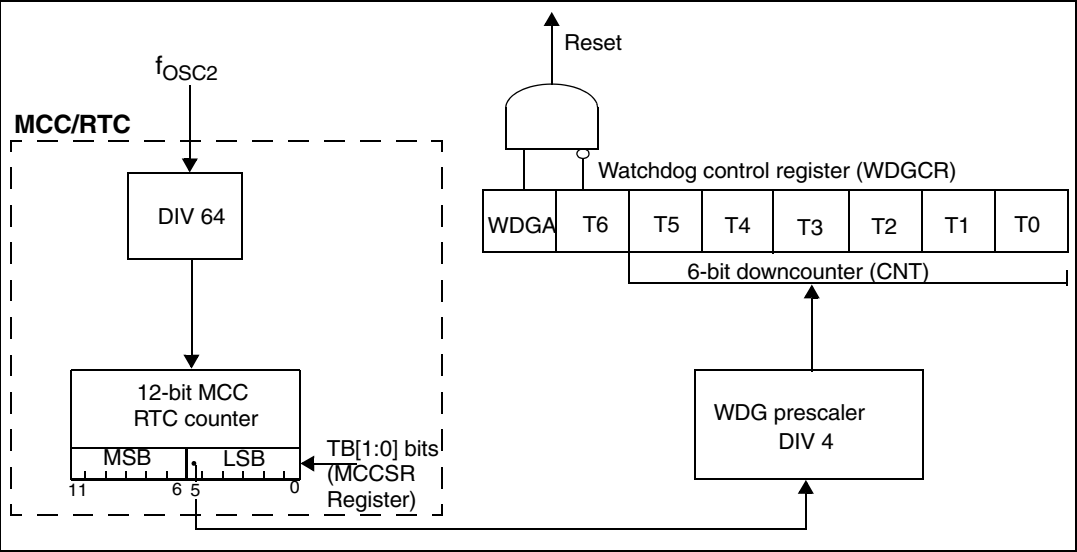 Reset
fOSC2
MCC/RTC
DIV 64
Watchdog control register (WDGCR)
WDGA T6 T5 T4 T3 T2 T1 T0
6-bit downcounter (CNT)
12-bit MCC
RTC counter
MSB LSB
11 6 5 0
TB[1:0] bits
(MCCSR
Register)
WDG prescaler
DIV 4